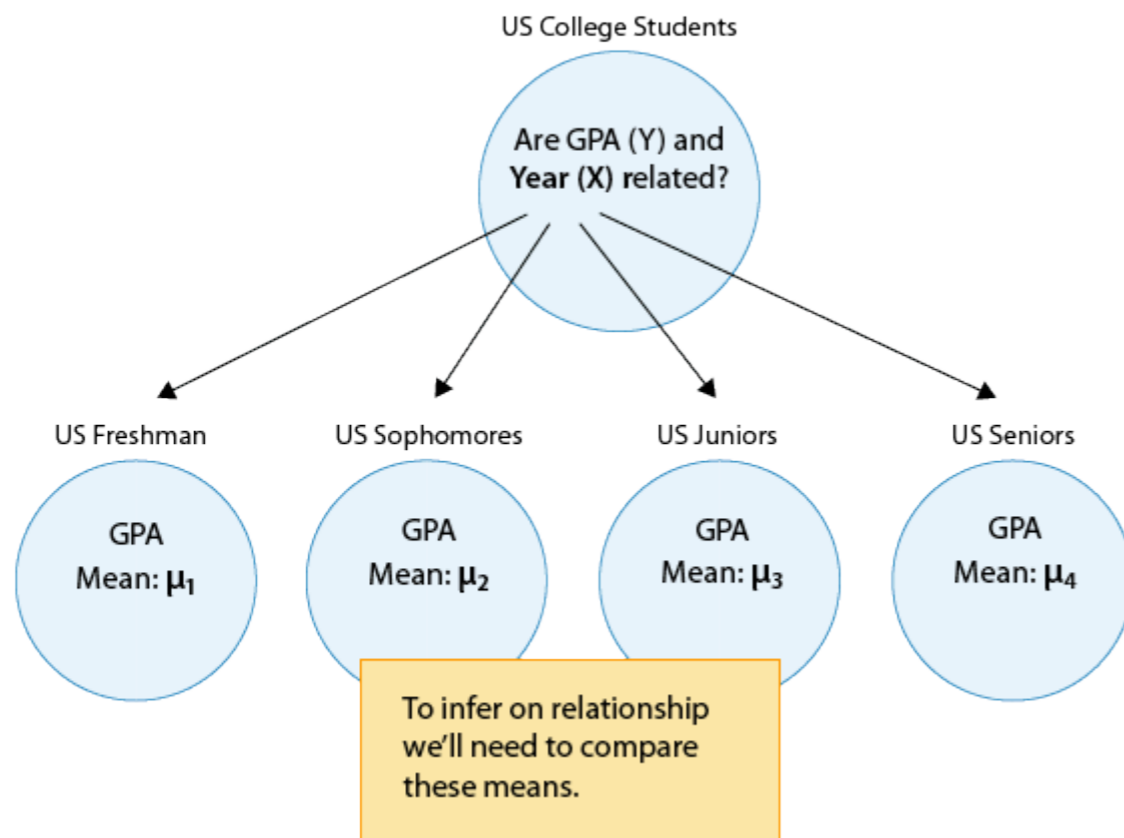 US College Students
Are GPA (Y) and
Year (X) related?
US Freshman
US Sophomores
US Juniors
US Seniors
GPA
Mean: μ₁
GPA
Mean: μ₂
GPA
Mean: μ₃
GPA
Mean: μ₄
To infer on relationship
we'll need to compare
these means.